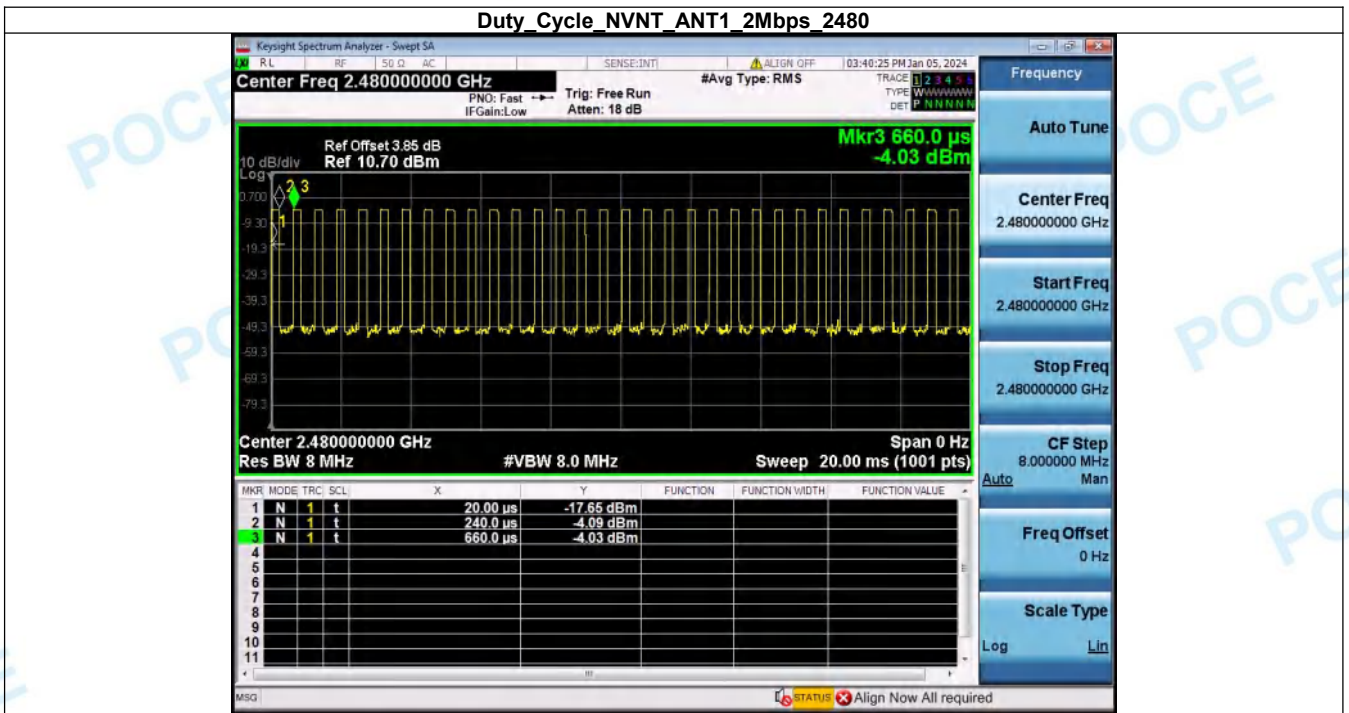 Duty_Cycle_NVNT_ANT1_2Mbps_2480
Keysight Spectrum Analyzer - Swept SA
LXI RL RF 50 Ω AC SENSE:INT ALIGN OFF 03:40:25 PM Jan 05, 2024
Center Freq 2.480000000 GHz
PNO: Fast
IFGain:Low
Trig: Free Run
Atten: 18 dB
#Avg Type: RMS
TRACE 1 2 3 4 5 6
TYPE WWWWWW
DET P N N N N N
Mkr3 660.0 µs
-4.03 dBm
Ref Offset 3.85 dB
Ref 10.70 dBm
10 dB/div
Log
2 3
1
0.700
-9.30
-19.3
-29.3
-39.3
-49.3
-59.3
-69.3
-79.3
Center 2.480000000 GHz Span 0 Hz
Res BW 8 MHz #VBW 8.0 MHz Sweep 20.00 ms (1001 pts)
MKR MODE TRC SCL X Y FUNCTION FUNCTION WIDTH FUNCTION VALUE
1 N 1 t 20.00 µs -17.65 dBm
2 N 1 t 240.0 µs -4.09 dBm
3 N 1 t 660.0 µs -4.03 dBm
4
5
6
7
8
9
10
11
MSG STATUS Align Now All required
Frequency
Auto Tune
Center Freq
2.480000000 GHz
Start Freq
2.480000000 GHz
Stop Freq
2.480000000 GHz
CF Step
8.000000 MHz
Auto Man
Freq Offset
0 Hz
Scale Type
Log Lin
POCE
POCE
POCE
POCE